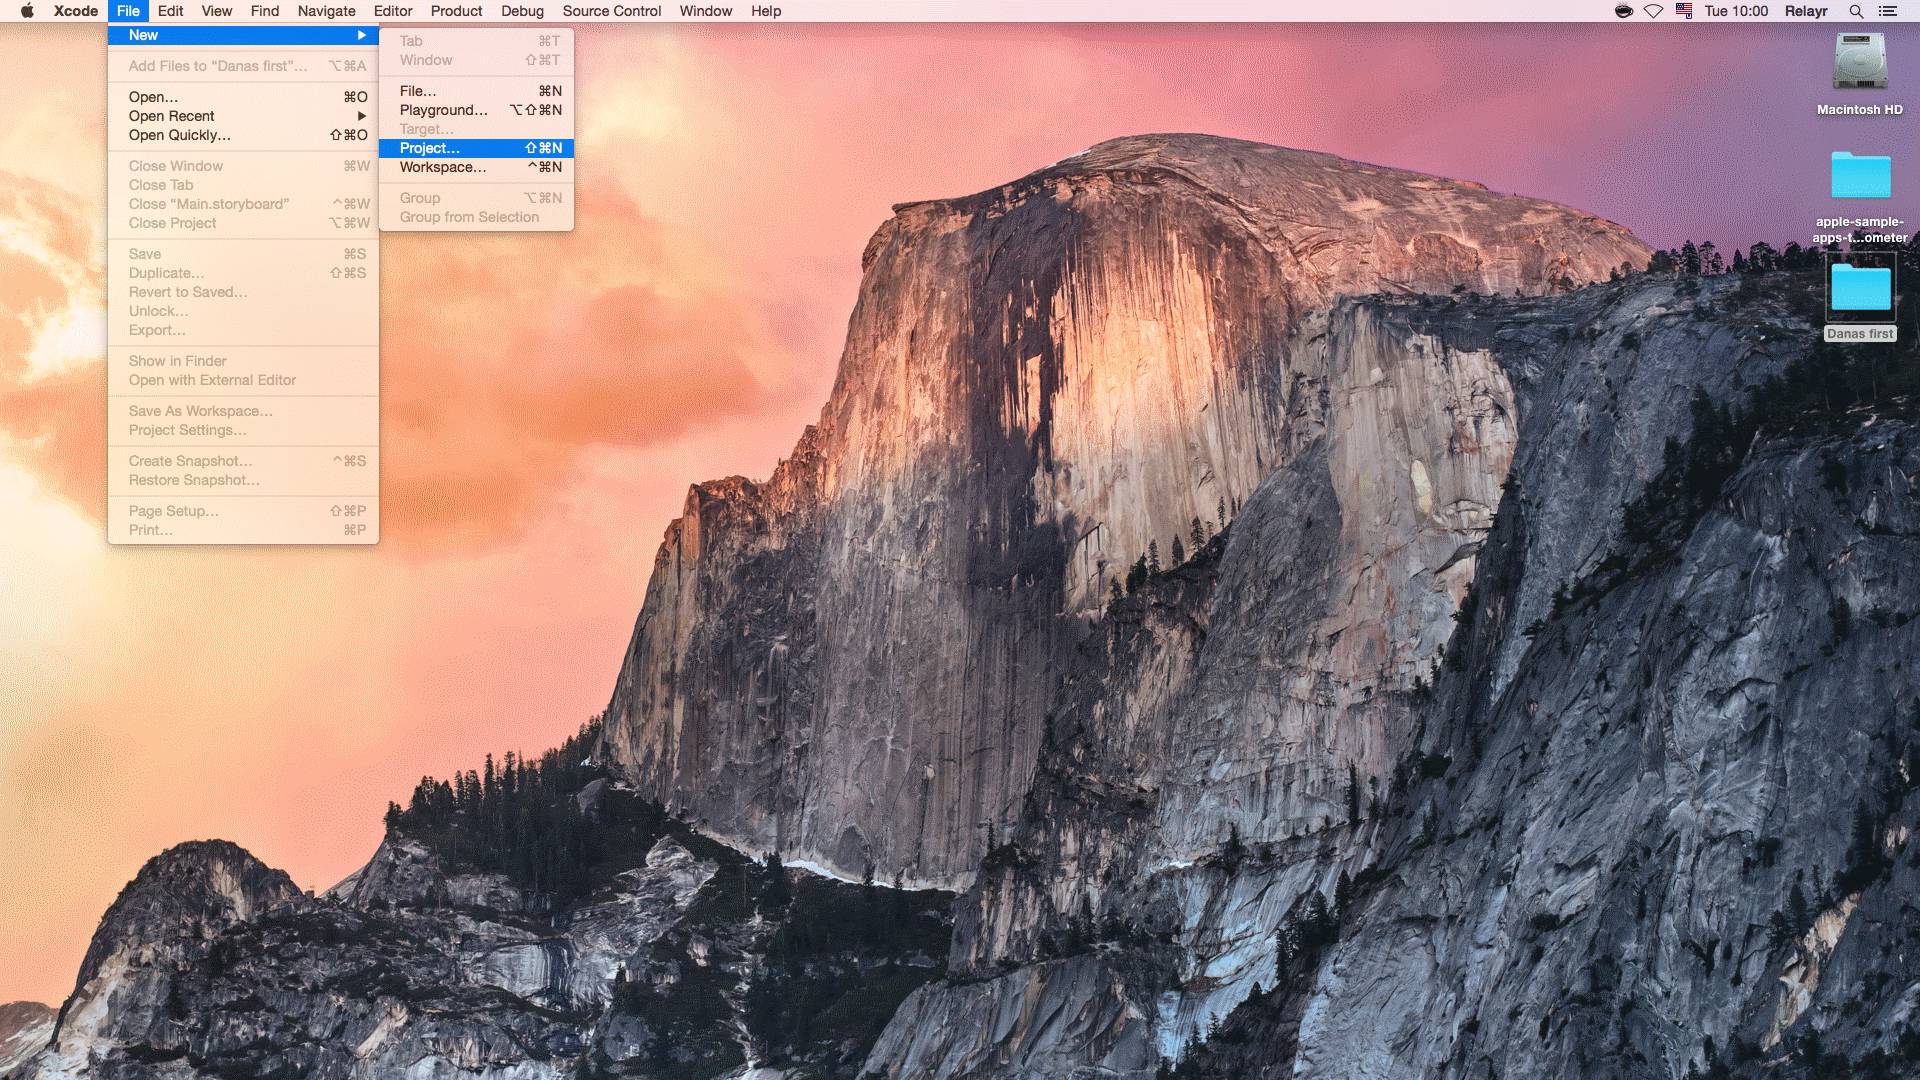 Xcode File Edit View Find Navigate Editor Product Debug Source Control Window Help Tue 10:00 Relayr
New ▶
Add Files to “Danas first”… ⌥⌘A
Open… ⌘O
Open Recent ▶
Open Quickly… ⇧⌘O
Close Window ⌘W
Close Tab
Close “Main.storyboard” ^⌘W
Close Project ⌥⌘W
Save ⌘S
Duplicate… ⇧⌘S
Revert to Saved…
Unlock…
Export…
Show in Finder
Open with External Editor
Save As Workspace…
Project Settings…
Create Snapshot… ^⌘S
Restore Snapshot…
Page Setup… ⇧⌘P
Print… ⌘P
Tab ⌘T
Window ⇧⌘T
File… ⌘N
Playground… ⌥⇧⌘N
Target…
Project… ⇧⌘N
Workspace… ^⌘N
Group ⌥⌘N
Group from Selection
Macintosh HD
apple-sample-
apps-t...ometer
Danas first